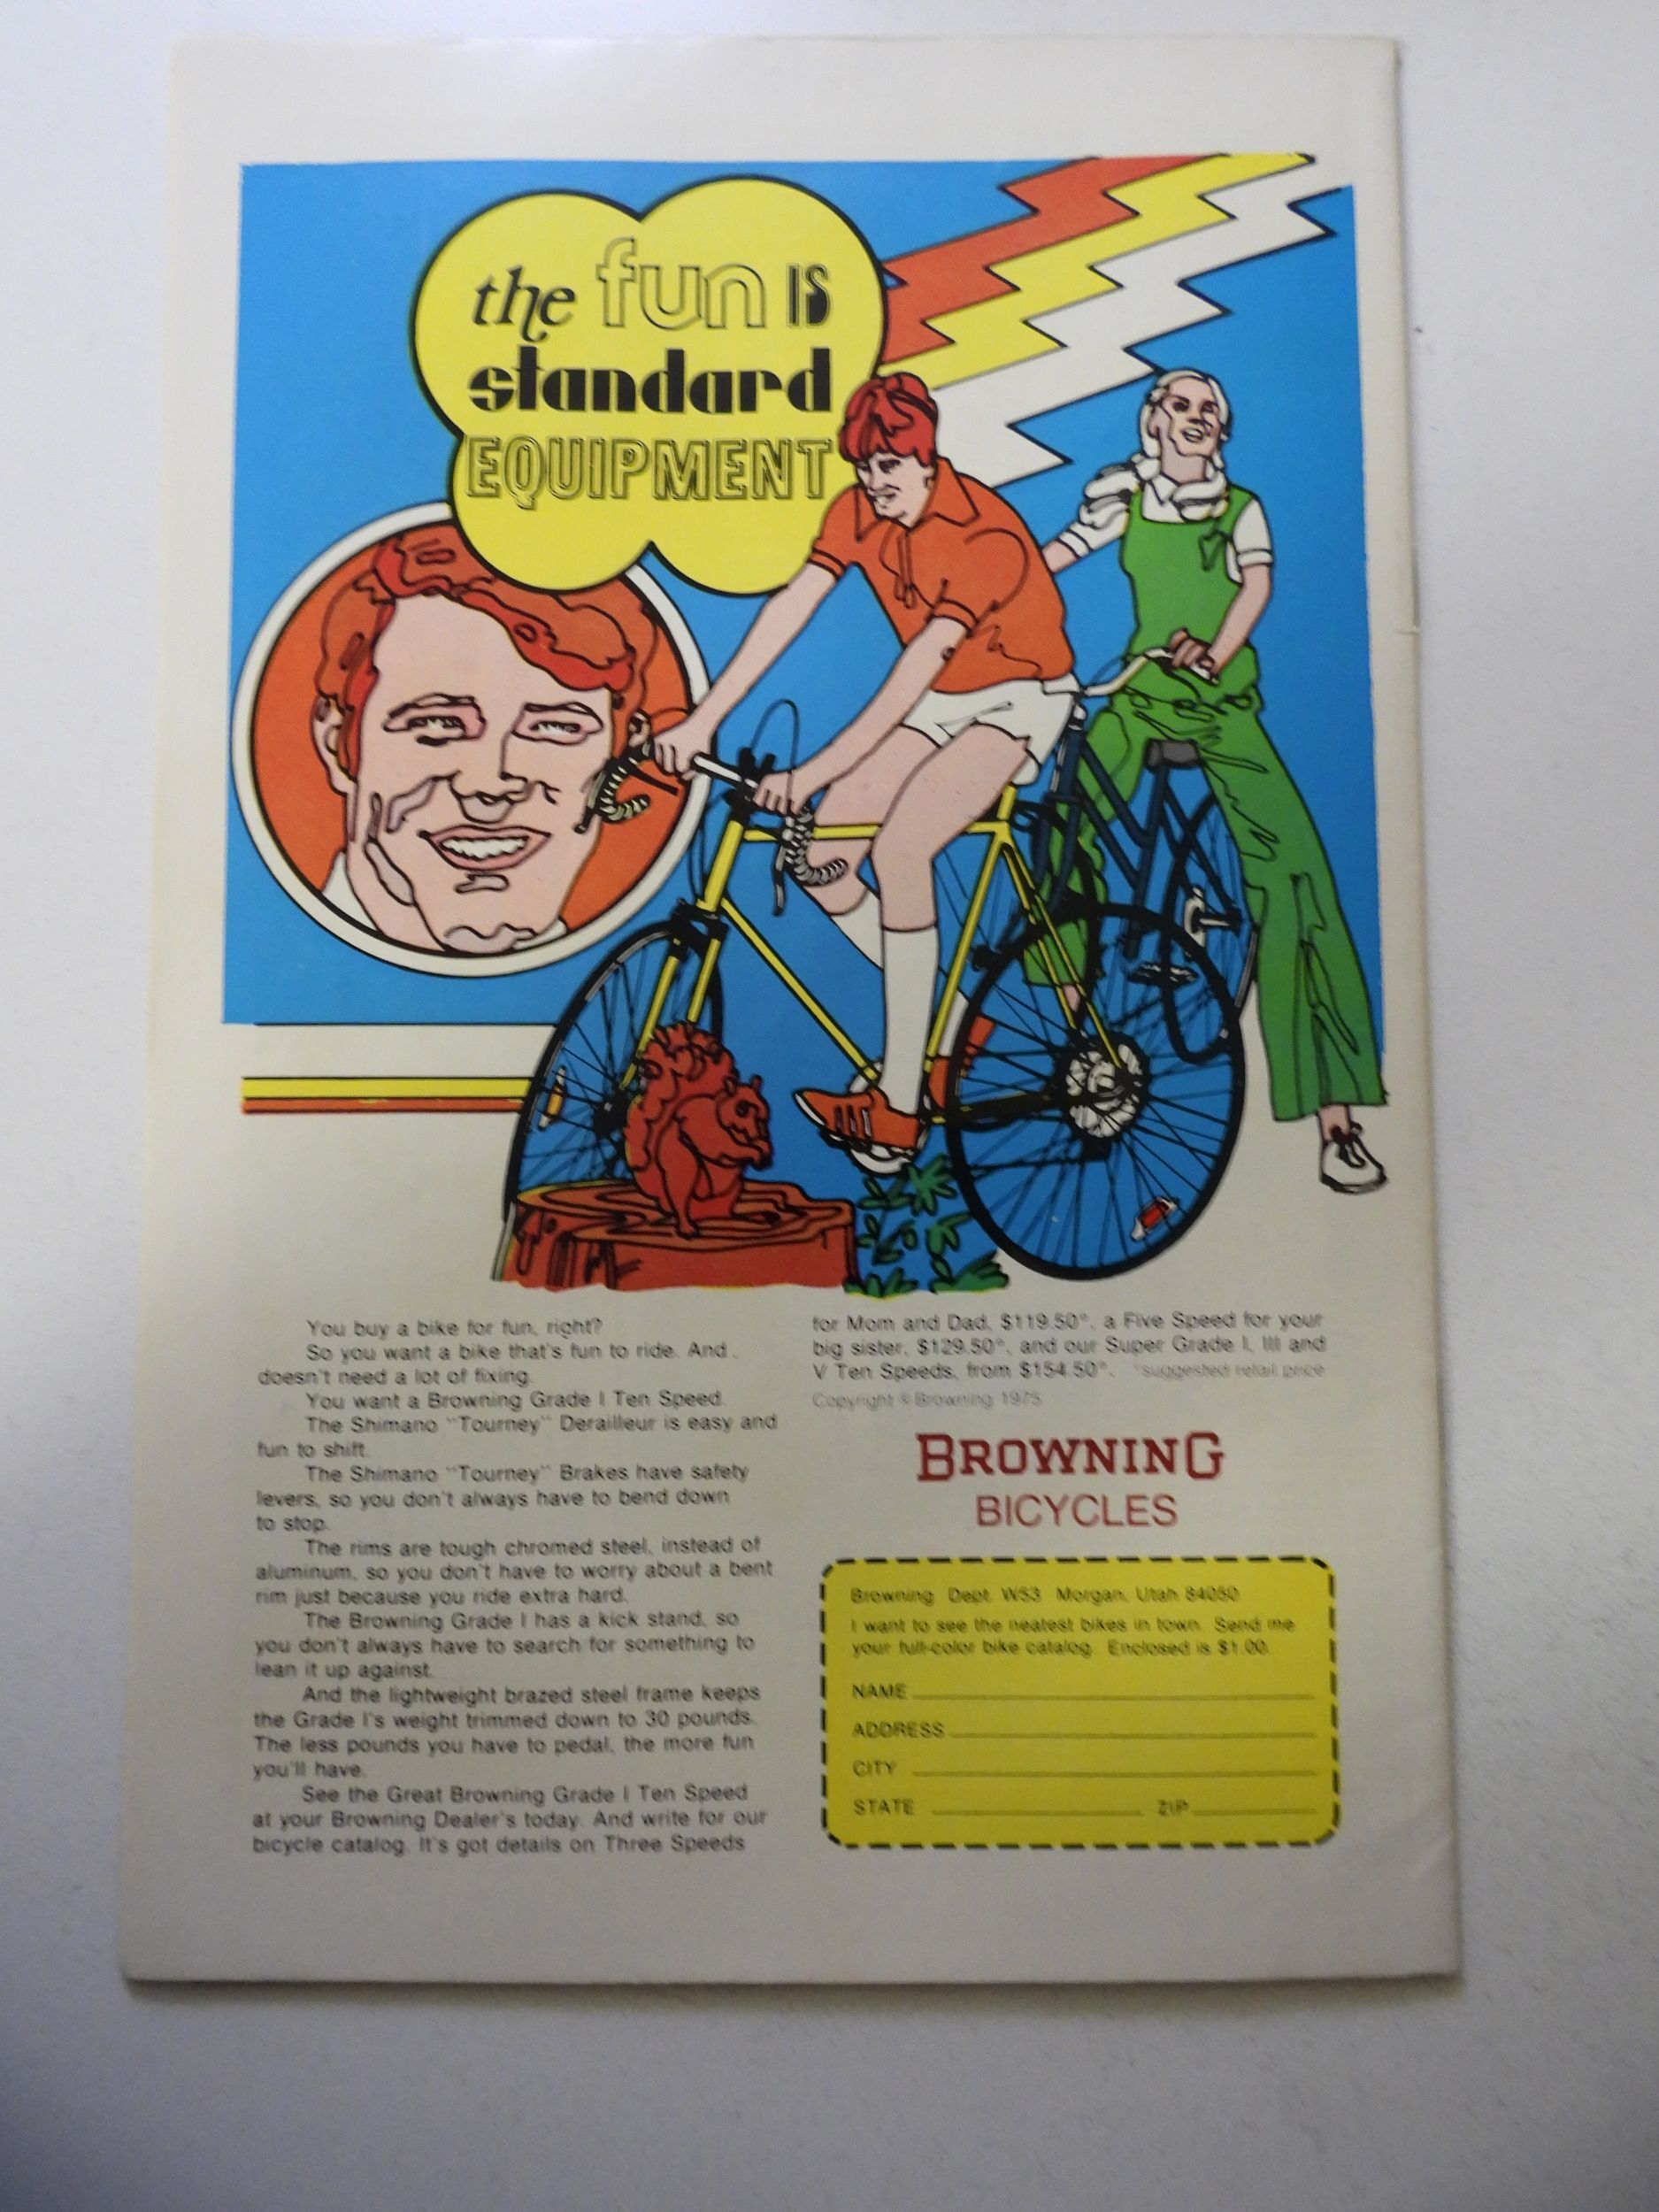 the fun IS
standard
EQUIPMENT
You buy a bike for fun, right?
So you want a bike that's fun to ride. And
doesn't need a lot of fixing.
You want a Browning Grade I Ten Speed.
The Shimano "Tourney" Derailleur is easy and
fun to shift.
The Shimano "Tourney" Brakes have safety
levers, so you don't always have to bend down
to stop.
The rims are tough chromed steel, instead of
aluminum, so you don't have to worry about a bent
rim just because you ride extra hard.
The Browning Grade I has a kick stand, so
you don't always have to search for something to
lean it up against.
And the lightweight brazed steel frame keeps
the Grade I's weight trimmed down to 30 pounds.
The less pounds you have to pedal, the more fun
you'll have.
See the Great Browning Grade I Ten Speed
at your Browning Dealer's today. And write for our
bicycle catalog. It's got details on Three Speeds
for Mom and Dad, $119.50*, a Five Speed for your
big sister, $129.50*, and our Super Grade I, III and
V Ten Speeds, from $154.50*. *suggested retail price
Copyright © Browning 1975
BROWNING
BICYCLES
Browning Dept. W53 Morgan, Utah 84050
I want to see the neatest bikes in town. Send me
your full-color bike catalog. Enclosed is $1.00.
NAME
ADDRESS
CITY
STATE ZIP